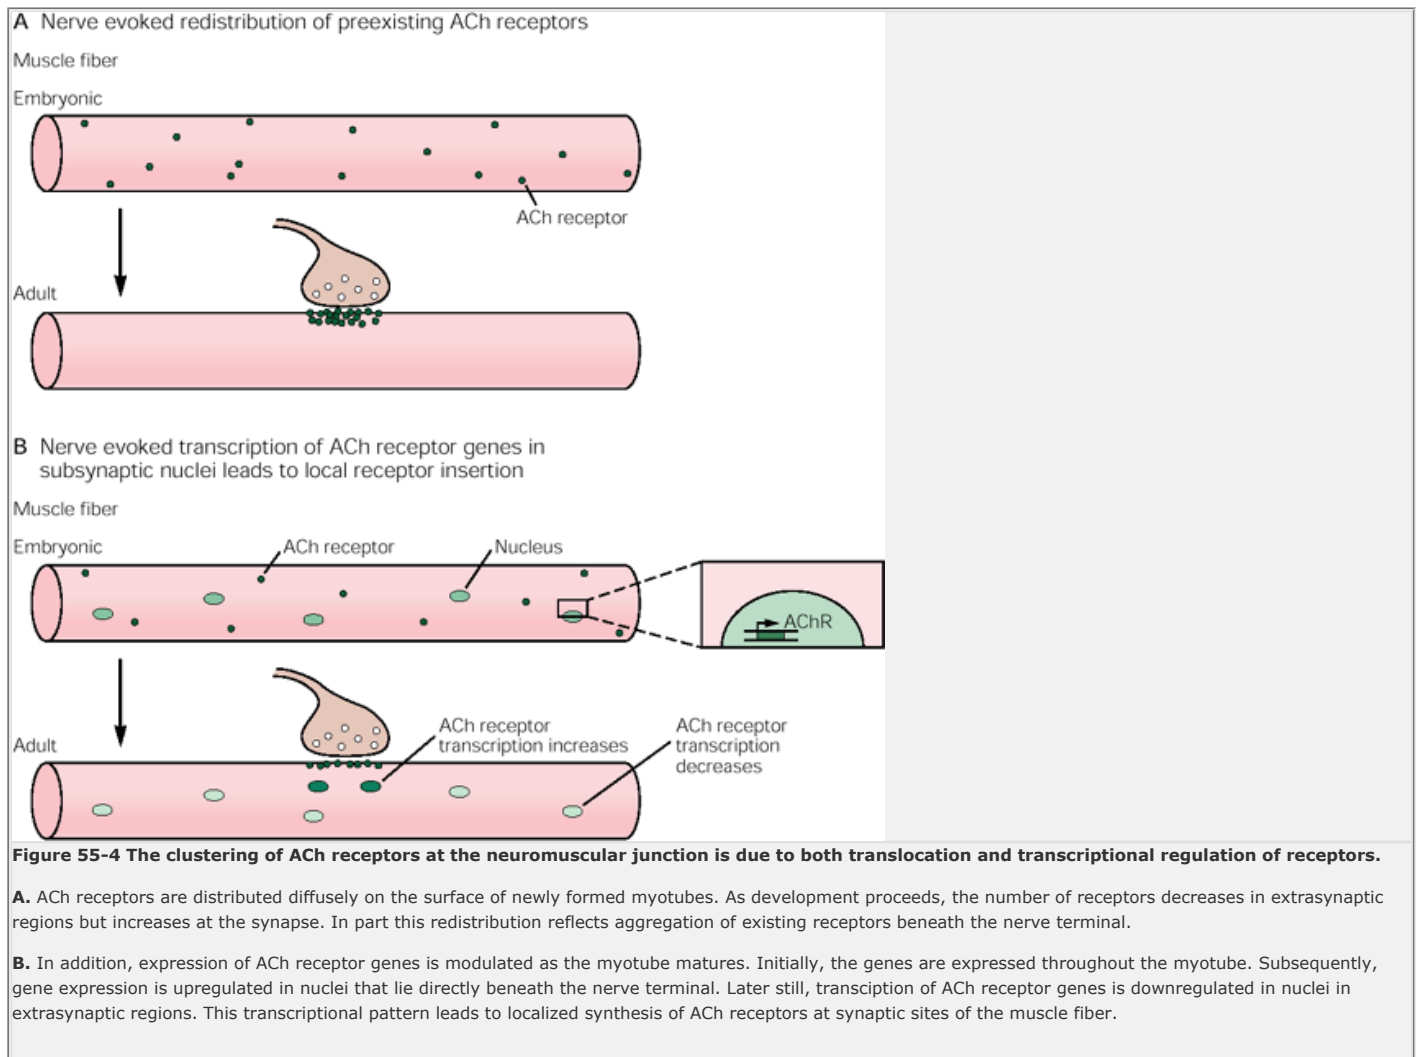 A Nerve evoked redistribution of preexisting ACh receptors
Muscle fiber
Embryonic
ACh receptor
Adult
B Nerve evoked transcription of ACh receptor genes in
subsynaptic nuclei leads to local receptor insertion
Muscle fiber
Embryonic
ACh receptor
Nucleus
AChR
Adult
ACh receptor
transcription increases
ACh receptor
transcription
decreases
Figure 55-4 The clustering of ACh receptors at the neuromuscular junction is due to both translocation and transcriptional regulation of receptors.
A. ACh receptors are distributed diffusely on the surface of newly formed myotubes. As development proceeds, the number of receptors decreases in extrasynaptic
regions but increases at the synapse. In part this redistribution reflects aggregation of existing receptors beneath the nerve terminal.
B. In addition, expression of ACh receptor genes is modulated as the myotube matures. Initially, the genes are expressed throughout the myotube. Subsequently,
gene expression is upregulated in nuclei that lie directly beneath the nerve terminal. Later still, transciption of ACh receptor genes is downregulated in nuclei in
extrasynaptic regions. This transcriptional pattern leads to localized synthesis of ACh receptors at synaptic sites of the muscle fiber.